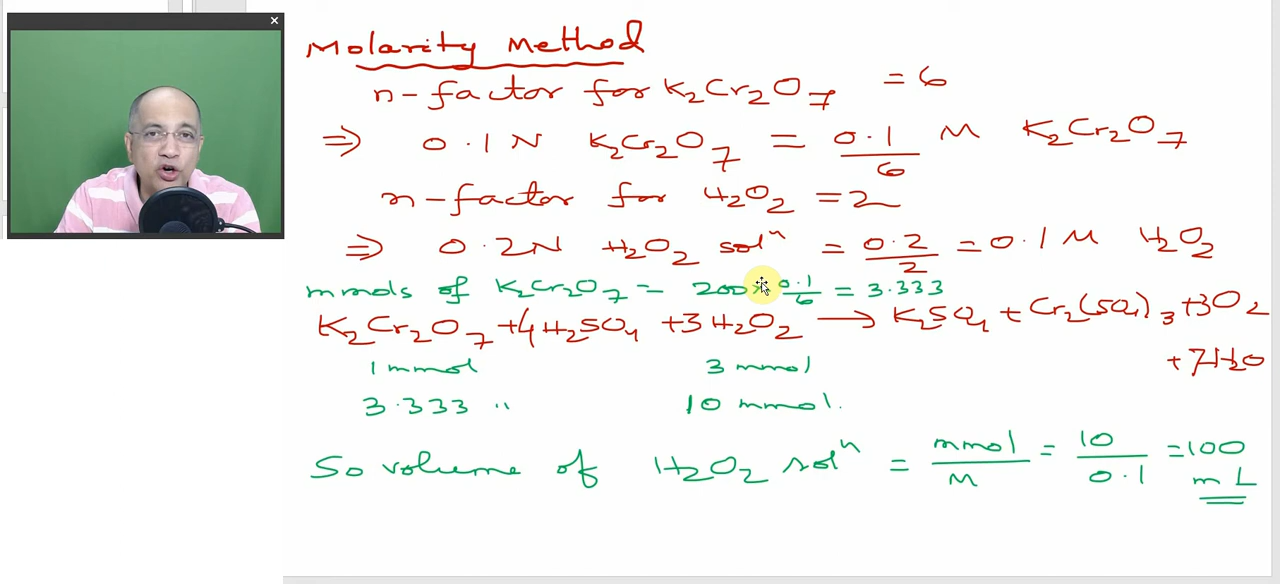 Molarity Method
n-factor for K2Cr2O7 = 6
⇒ 0.1 N K2Cr2O7 = 0.1/6 M K2Cr2O7
n-factor for H2O2 = 2
⇒ 0.2N H2O2 solⁿ = 0.2/2 = 0.1 M H2O2
mmols of K2Cr2O7 = 200 × 0.1/6 = 3.333
K2Cr2O7 + 4H2SO4 + 3H2O2 → K2SO4 + Cr2(SO4)3 + 3O2
+ 7H2O
1 mmol 3 mmol
3.333 " 10 mmol.
So volume of H2O2 solⁿ = mmol/M = 10/0.1 = 100
mL